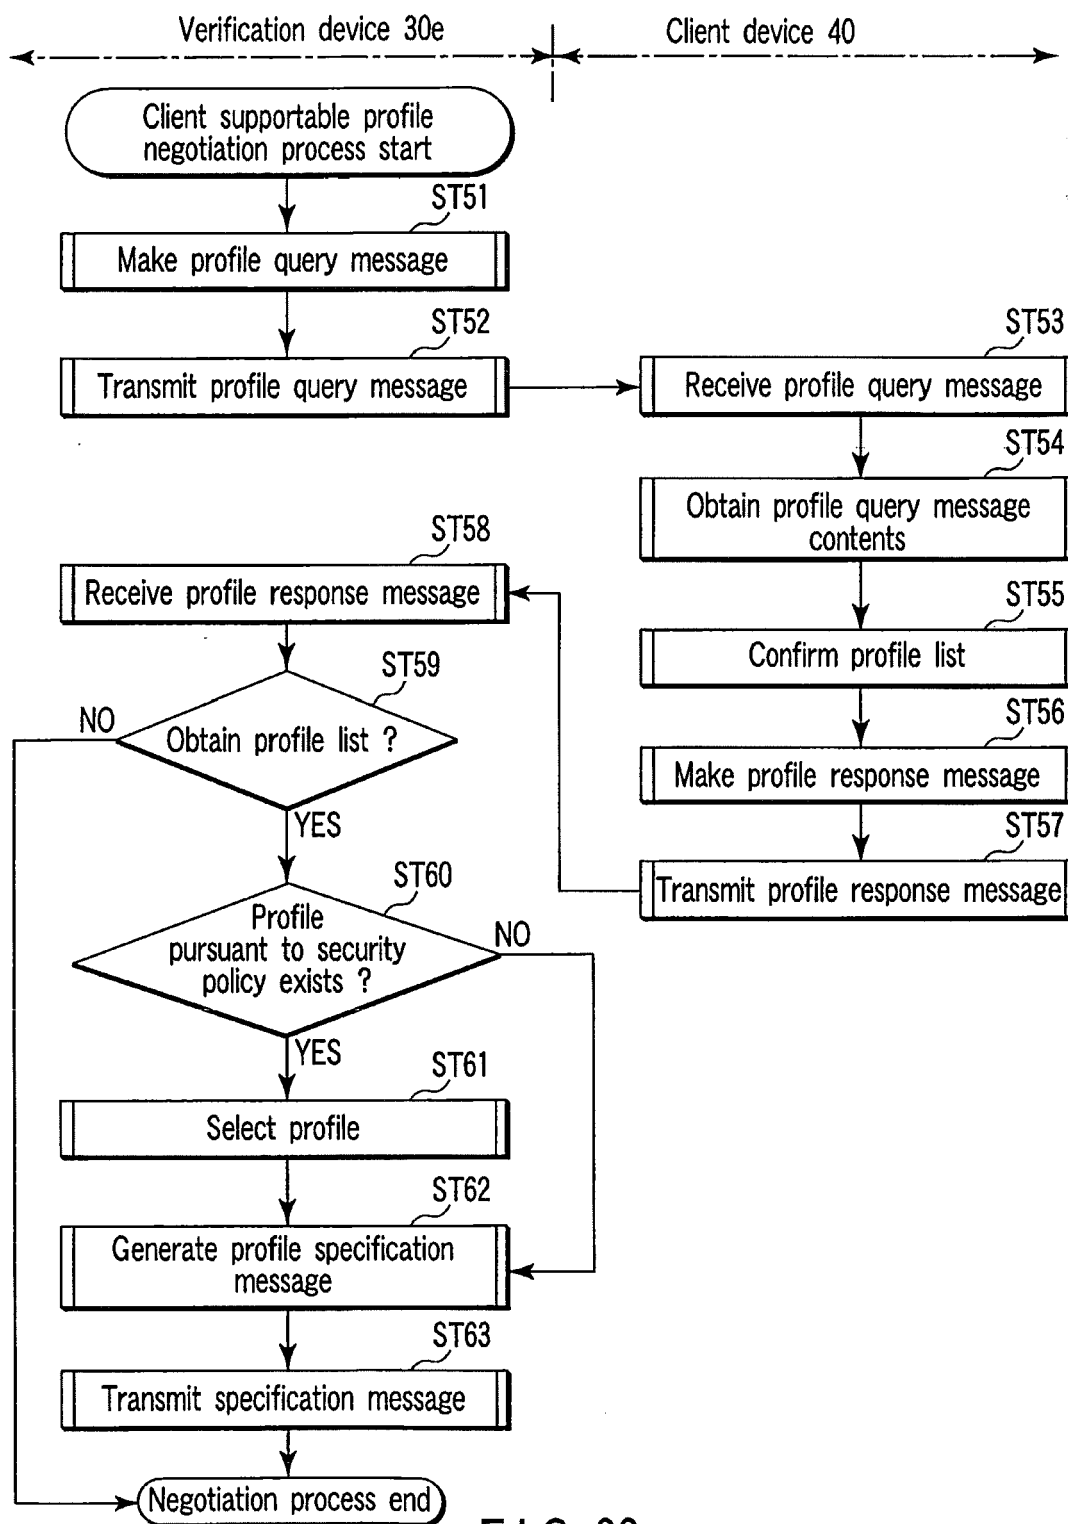 Verification device 30e
Client device 40
Client supportable profile
negotiation process start
ST51
Make profile query message
ST52
Transmit profile query message
ST53
Receive profile query message
ST54
Obtain profile query message
contents
ST55
Confirm profile list
ST56
Make profile response message
ST57
Transmit profile response message
ST58
Receive profile response message
ST59
Obtain profile list ?
NO
YES
ST60
Profile
pursuant to security
policy exists ?
NO
YES
ST61
Select profile
ST62
Generate profile specification
message
ST63
Transmit specification message
Negotiation process end